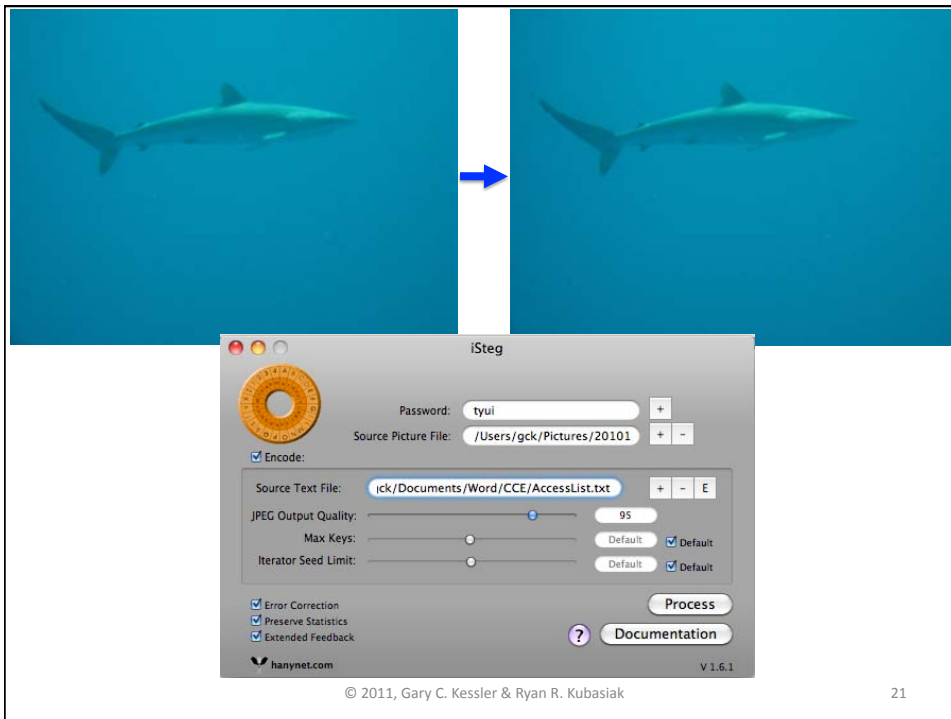 iSteg
Password: tyui +
Source Picture File: /Users/gck/Pictures/20101 + -
Encode:
Source Text File: ck/Documents/Word/CCE/AccessList.txt + - E
JPEG Output Quality: 95
Max Keys: Default Default
Iterator Seed Limit: Default Default
Error Correction Process
Preserve Statistics
Extended Feedback ? Documentation
hanynet.com V 1.6.1
© 2011, Gary C. Kessler & Ryan R. Kubasiak 21